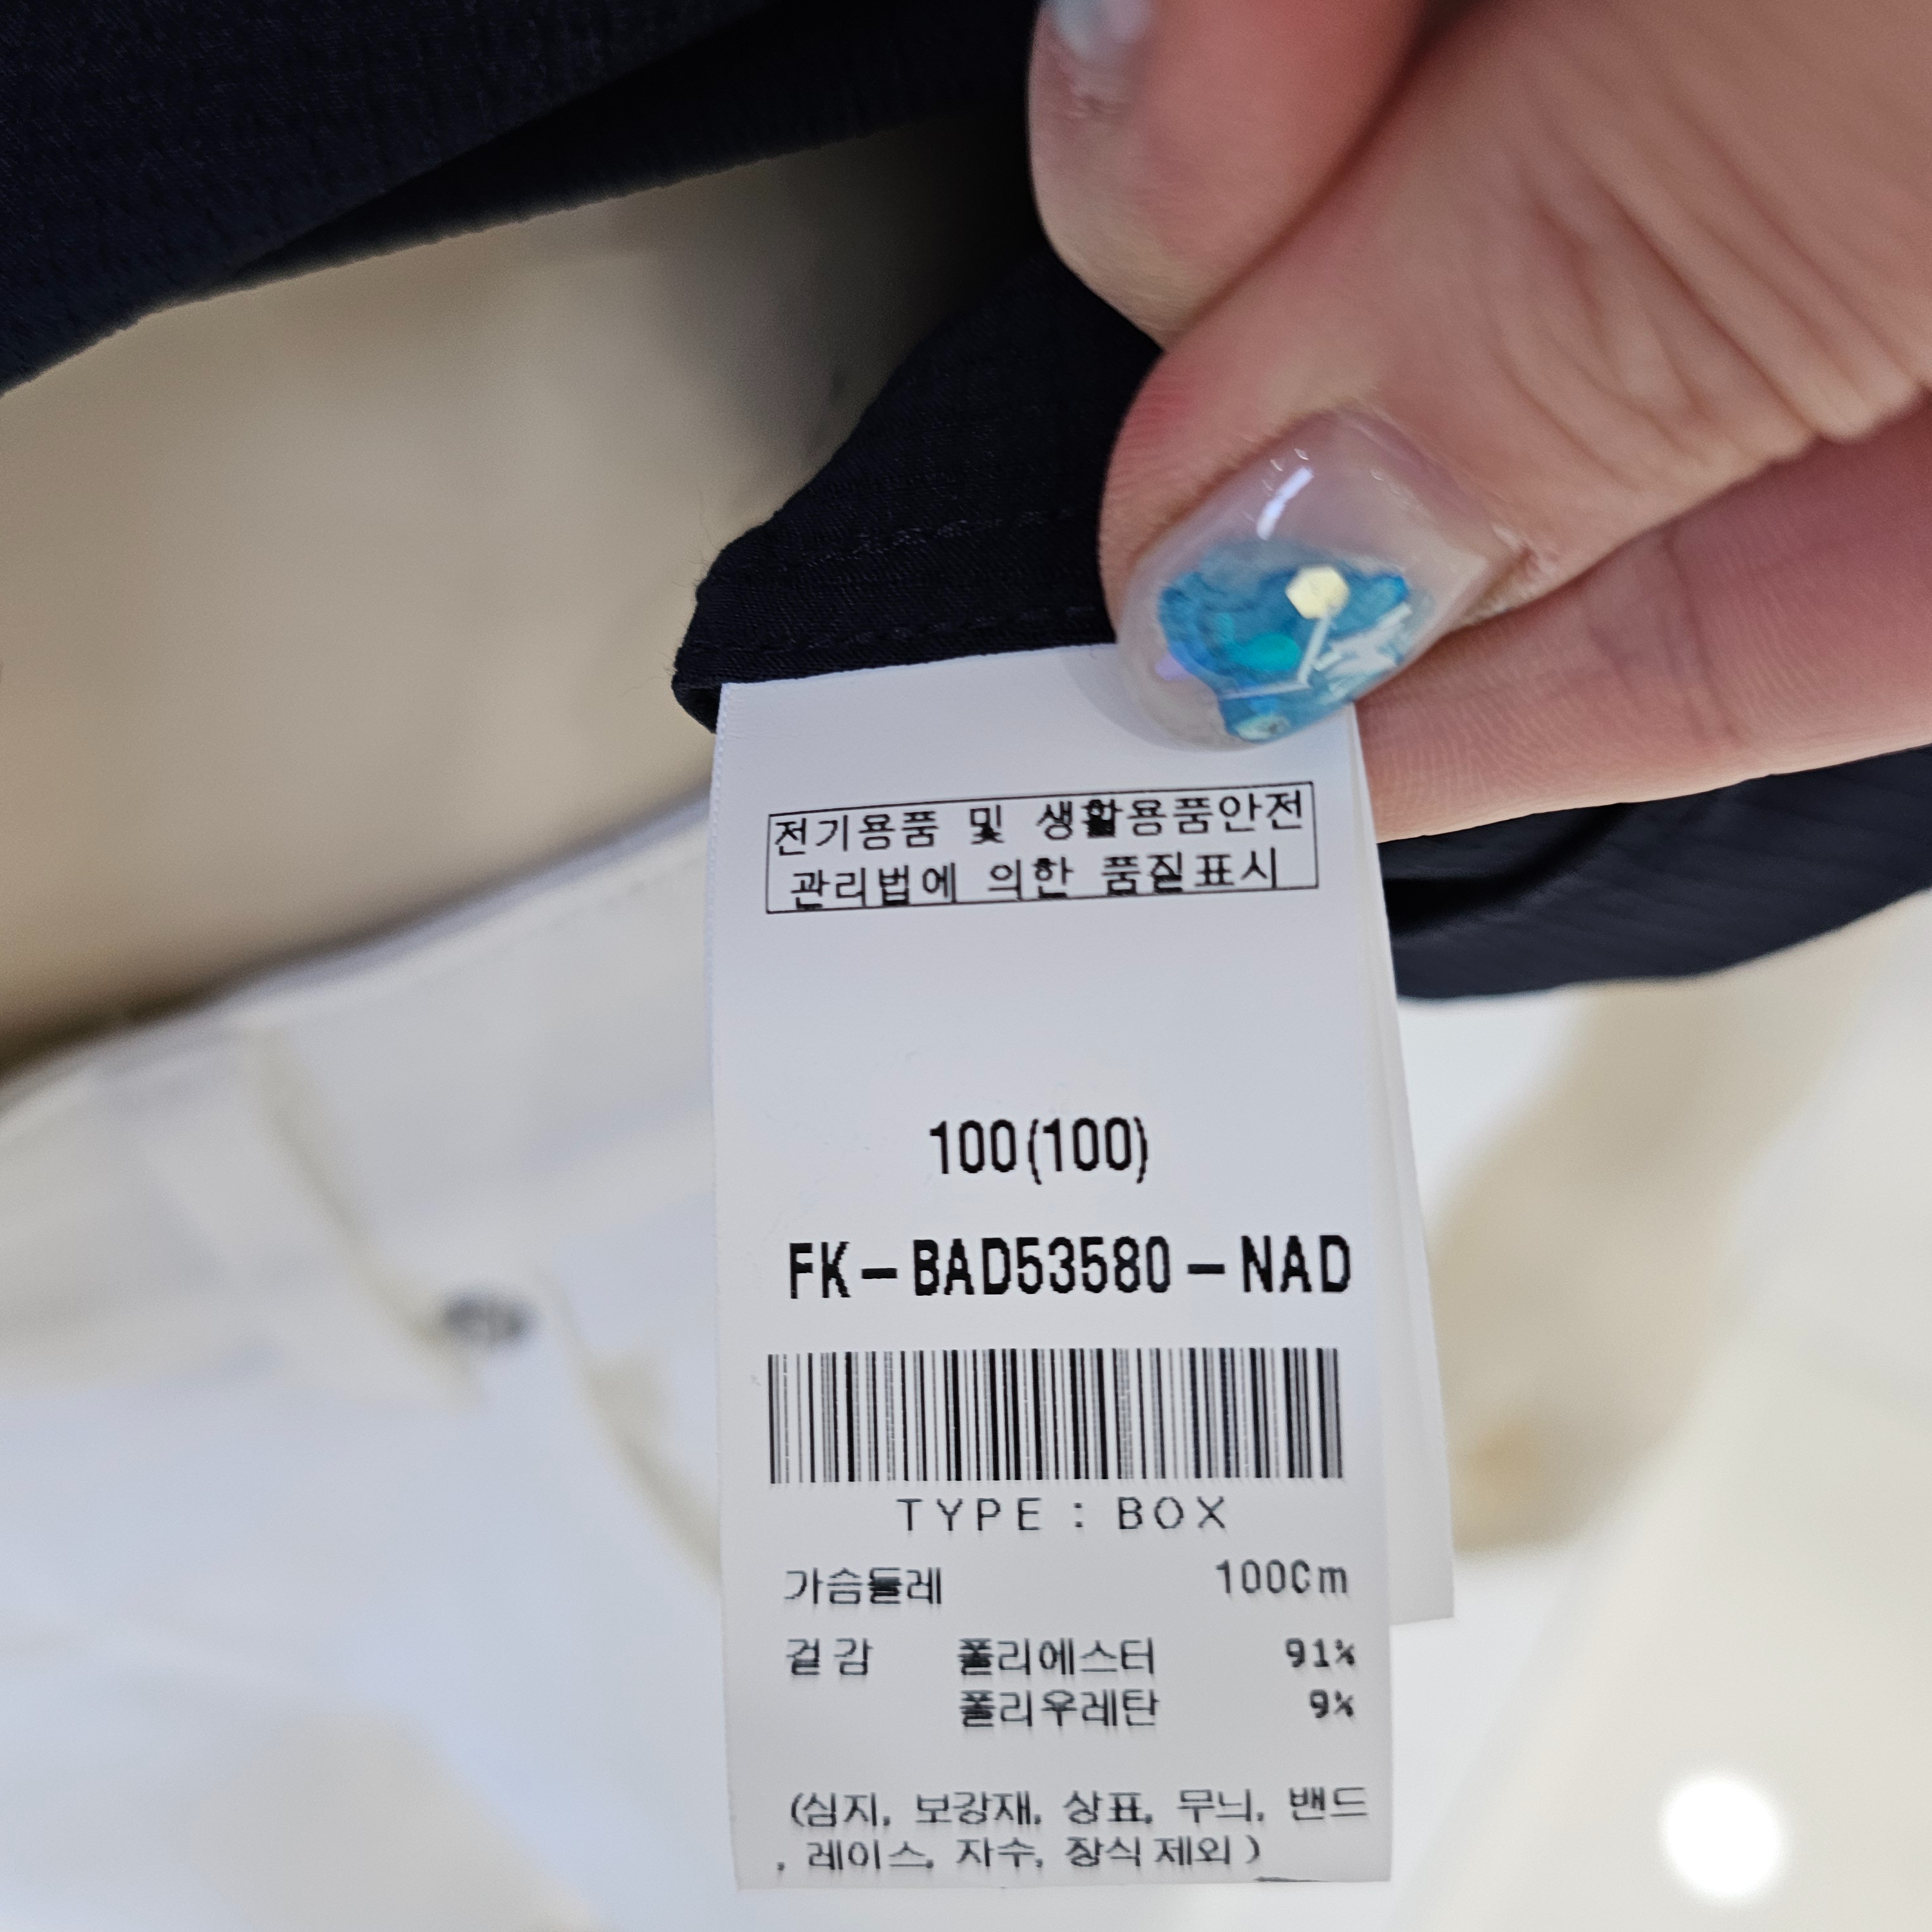 전기용품 및 생활용품안전
관리법에 의한 품질표시
100(100)
FK-BAD53580-NAD
TYPE : BOX
가슴둘레 100Cm
겉감 폴리에스터 91%
폴리우레탄 9%
(심지, 보강재, 상표, 무늬, 밴드
, 레이스, 자수, 장식 제외 )